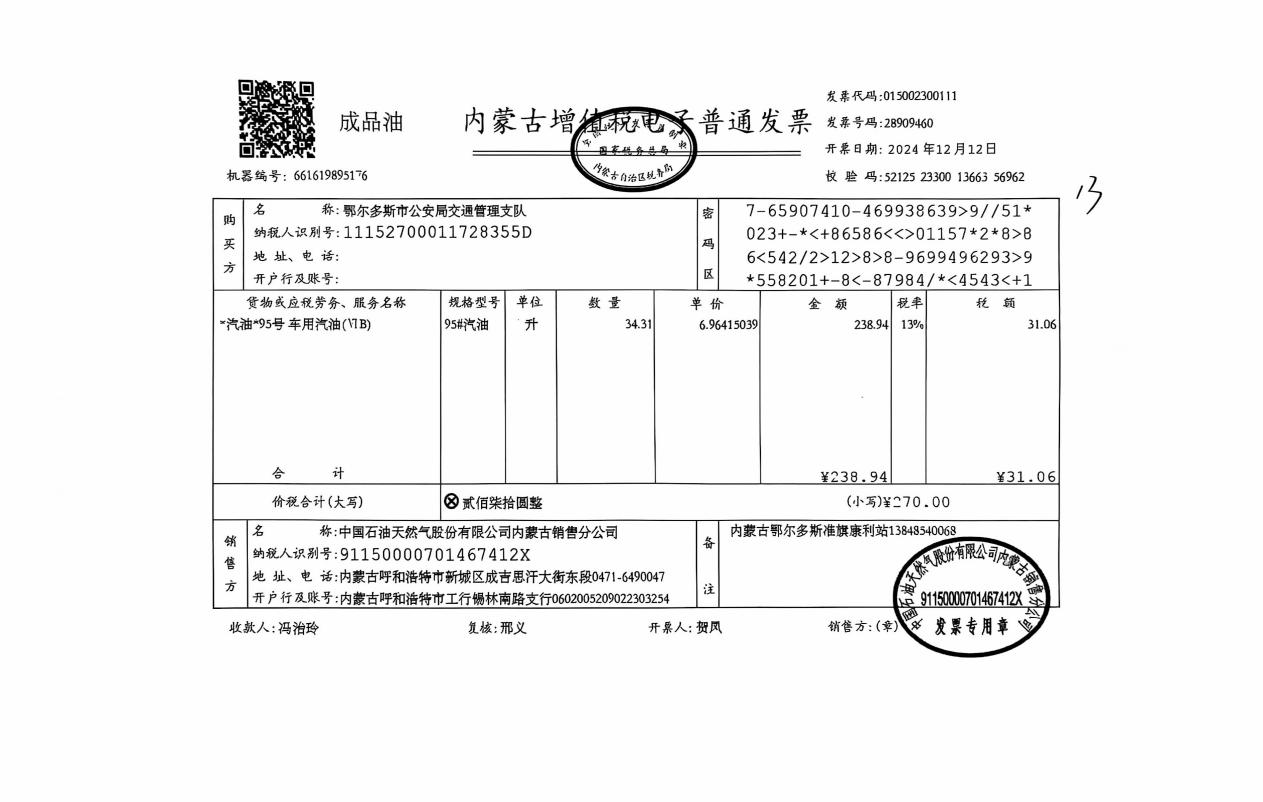 成品油
内蒙古增值税电子普通发票
全国统一发票监制章
国家税务总局
内蒙古自治区税务局
发票代码:015002300111
发票号码:28909460
开票日期: 2024 年12月12日
校 验 码:52125 23300 13663 56962
机器编号: 661619895176
13
购买方
名 称: 鄂尔多斯市公安局交通管理支队
纳税人识别号:11152700011728355D
地 址、电 话:
开户行及账号:
密码区
7-65907410-469938639>9//51*
023+-*<+86586<<>01157*2*8>8
6<542/2>12>8>8-9699496293>9
*558201+-8<-87984/*<4543<+1
货物或应税劳务、服务名称 规格型号 单位 数 量 单 价 金 额 税率 税 额
*汽油*95号 车用汽油(ⅥB) 95#汽油 升 34.31 6.96415039 238.94 13% 31.06
合 计 ¥238.94 ¥31.06
价税合计(大写) ⊗ 贰佰柒拾圆整 (小写)¥270.00
销售方
名 称:中国石油天然气股份有限公司内蒙古销售分公司
纳税人识别号:91150000701467412X
地 址、电 话:内蒙古呼和浩特市新城区成吉思汗大街东段0471-6490047
开户行及账号:内蒙古呼和浩特市工行锡林南路支行0602005209022303254
备注
内蒙古鄂尔多斯准旗康利站13848540068
收款人:冯治玲 复核:邢义 开票人:贺凤 销售方:(章)
中国石油天然气股份有限公司内蒙古销售分公司
91150000701467412X
发票专用章